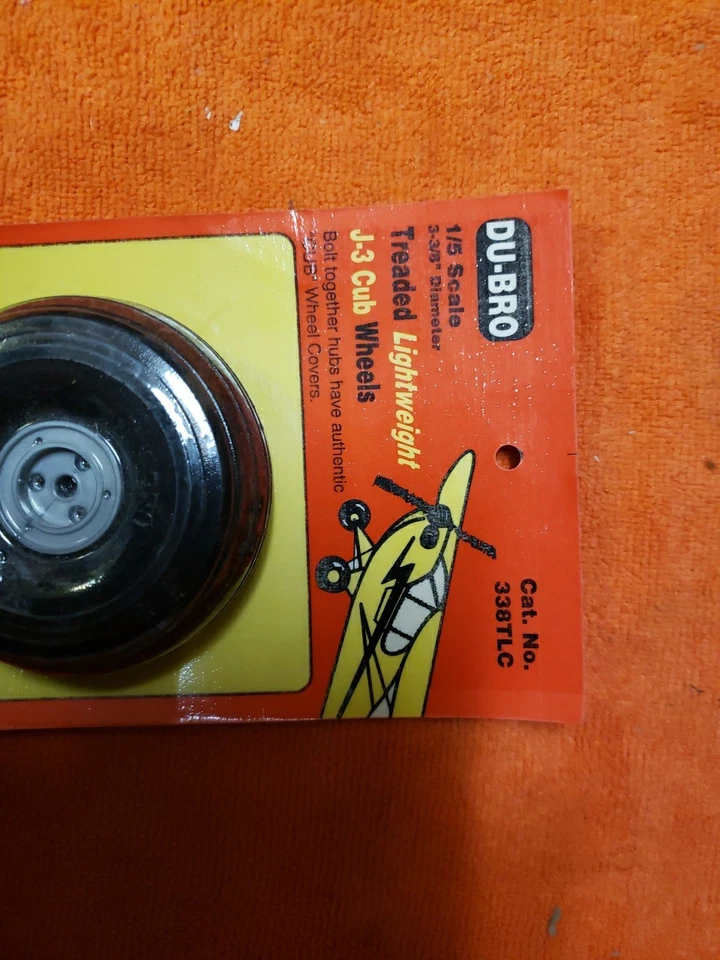 DU-BRO
1/5 Scale
3-3/8" Diameter
Treaded Lightweight
J-3 Cub Wheels
Bolt together hubs have authentic
"CUB" Wheel Covers.
Cat. No.
338TLC